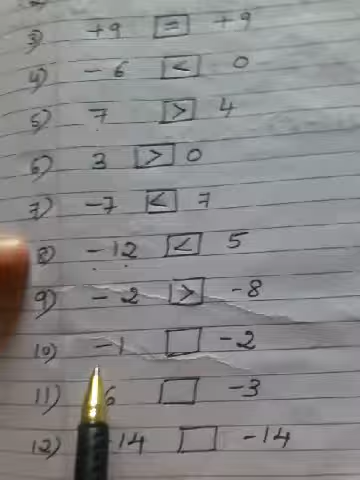 3) +9 = +9
4) -6 < 0
5) 7 > 4
6) 3 > 0
7) -7 < 7
8) -12 < 5
9) -2 > -8
10) -1 □ -2
11) 6 □ -3
12) -14 □ -14